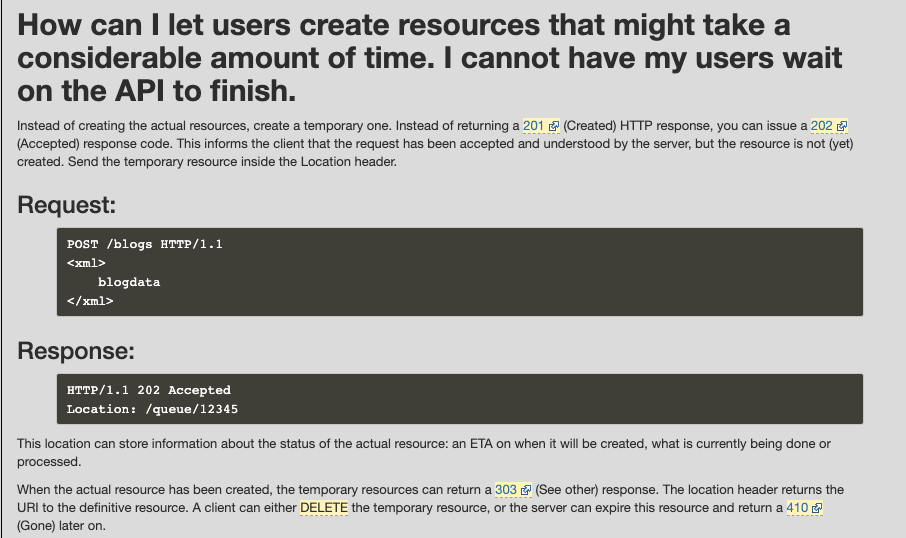 How can I let users create resources that might take a
considerable amount of time. I cannot have my users wait
on the API to finish.
Instead of creating the actual resources, create a temporary one. Instead of returning a 201 (Created) HTTP response, you can issue a 202
(Accepted) response code. This informs the client that the request has been accepted and understood by the server, but the resource is not (yet)
created. Send the temporary resource inside the Location header.
Request:
POST /blogs HTTP/1.1
<xml>
    blogdata
</xml>
Response:
HTTP/1.1 202 Accepted
Location: /queue/12345
This location can store information about the status of the actual resource: an ETA on when it will be created, what is currently being done or
processed.
When the actual resource has been created, the temporary resources can return a 303 (See other) response. The location header returns the
URI to the definitive resource. A client can either DELETE the temporary resource, or the server can expire this resource and return a 410
(Gone) later on.